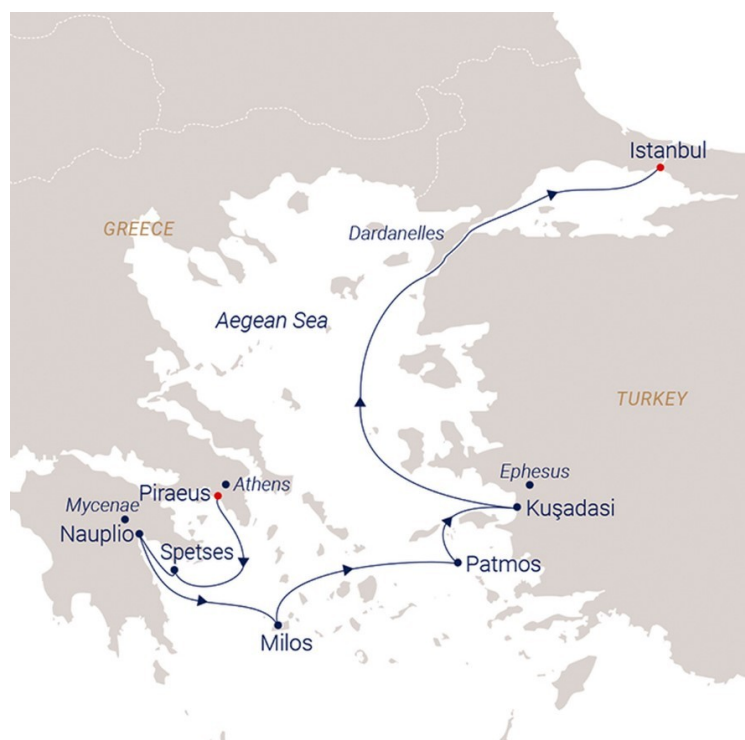 Istanbul
GREECE
Dardanelles
Aegean Sea
TURKEY
Ephesus
Athens
Piraeus
Mycenae
Kuşadasi
Nauplio
Spetses
Patmos
Milos